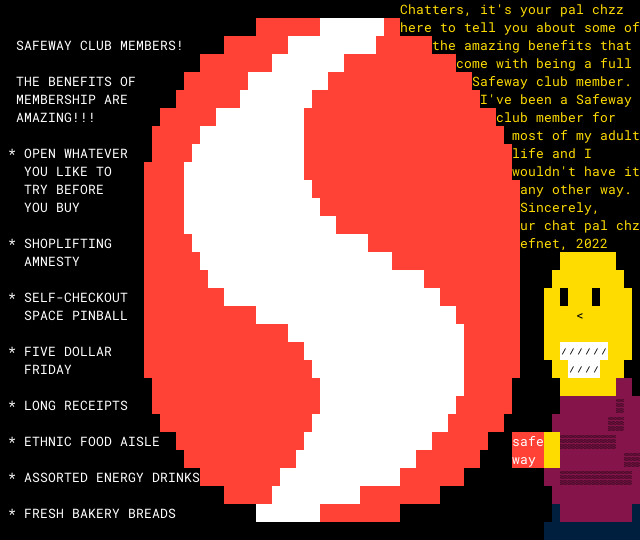 SAFEWAY CLUB MEMBERS!
THE BENEFITS OF
MEMBERSHIP ARE
AMAZING!!!
* OPEN WHATEVER
YOU LIKE TO
TRY BEFORE
YOU BUY
* SHOPLIFTING
AMNESTY
* SELF-CHECKOUT
SPACE PINBALL
* FIVE DOLLAR
FRIDAY
* LONG RECEIPTS
* ETHNIC FOOD AISLE
* ASSORTED ENERGY DRINKS
* FRESH BAKERY BREADS
Chatters, it's your pal chzz
here to tell you about some of
the amazing benefits that
come with being a full
Safeway club member.
I've been a Safeway
club member for
most of my adult
life and I
wouldn't have it
any other way.
Sincerely,
ur chat pal chz
efnet, 2022
safe
way